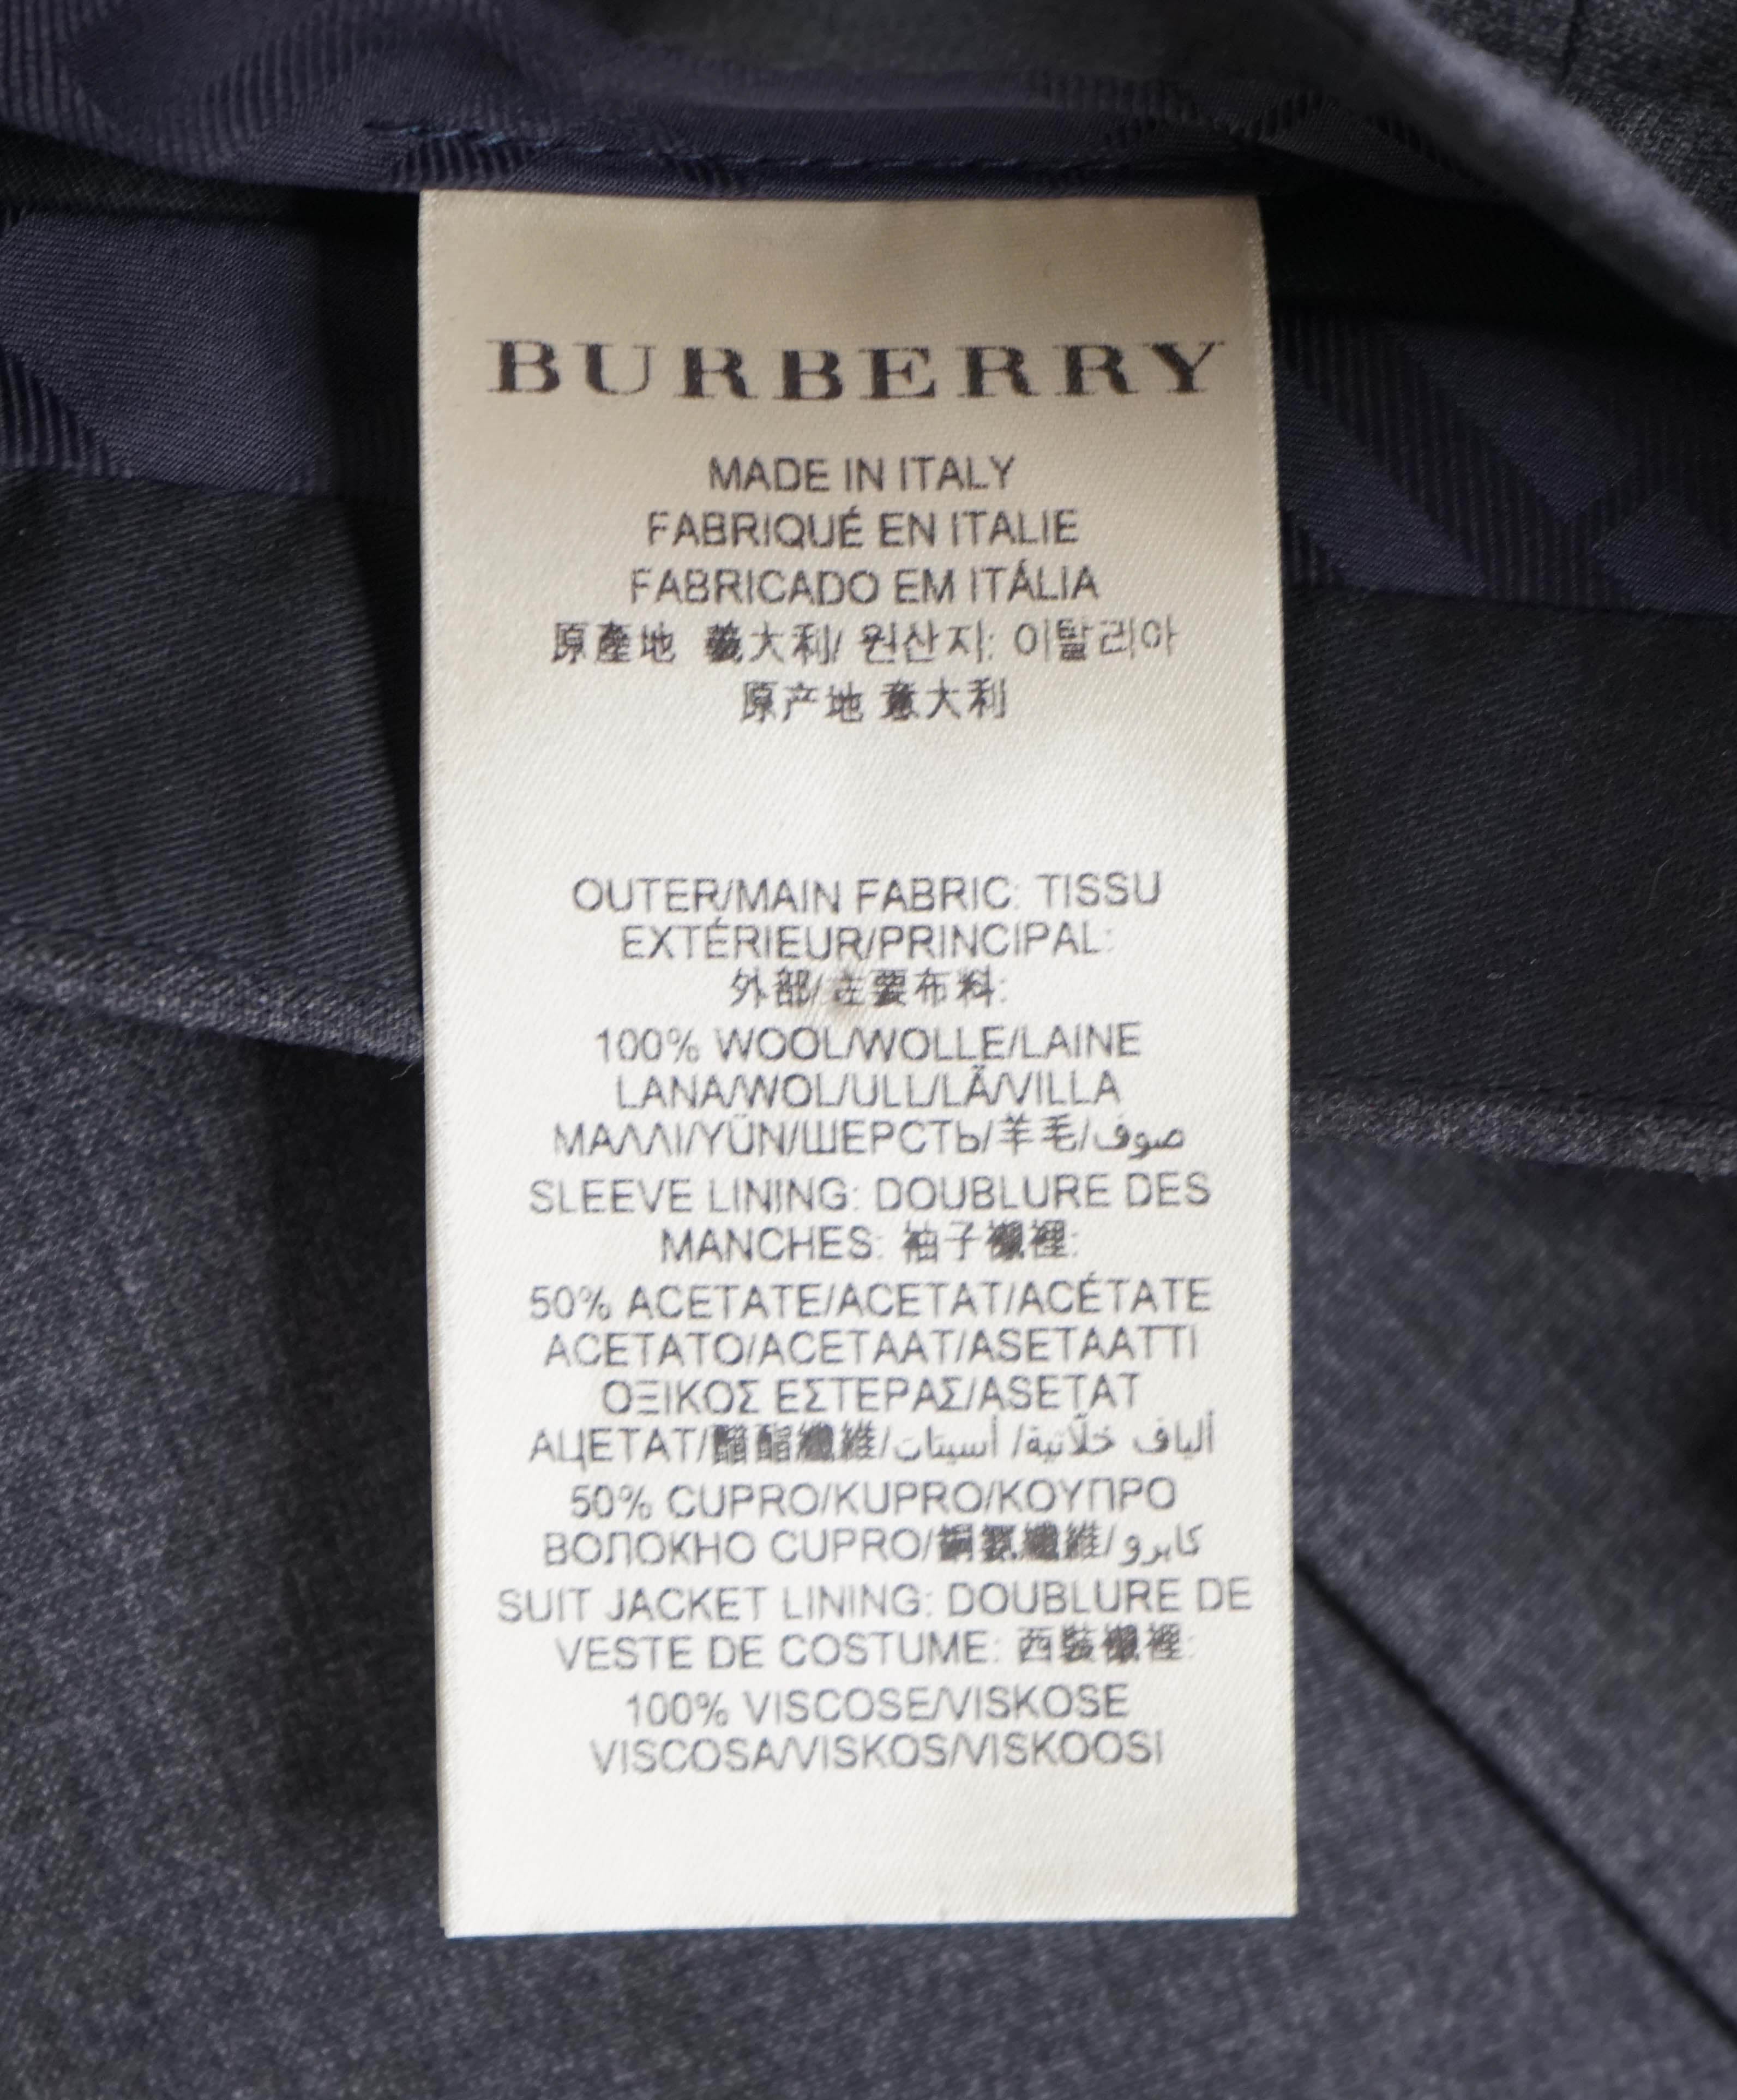 BURBERRY
MADE IN ITALY
FABRIQUÉ EN ITALIE
FABRICADO EM ITÁLIA
原產地 義大利/ 원산지: 이탈리아
原产地 意大利
OUTER/MAIN FABRIC: TISSU
EXTÉRIEUR/PRINCIPAL:
外部/主要布料:
100% WOOL/WOLLE/LAINE
LANA/WOL/ULL/LÃ/VILLA
ΜΑΛΛΙ/YÜN/ШЕРСТЬ/羊毛/صوف
SLEEVE LINING: DOUBLURE DES
MANCHES: 袖子襯裡:
50% ACETATE/ACETAT/ACÉTATE
ACETATO/ACETAAT/ASETAATTI
ΟΞΙΚΟΣ ΕΣΤΕΡΑΣ/ASETAT
АЦЕТАТ/醋酯纖維/ألياف خلّاتية/ أسيتات
50% CUPRO/KUPRO/ΚΟΥΠΡΟ
ВОЛОКНО CUPRO/銅氨纖維/كابرو
SUIT JACKET LINING: DOUBLURE DE
VESTE DE COSTUME: 西裝襯裡:
100% VISCOSE/VISKOSE
VISCOSA/VISKOS/VISKOOSI